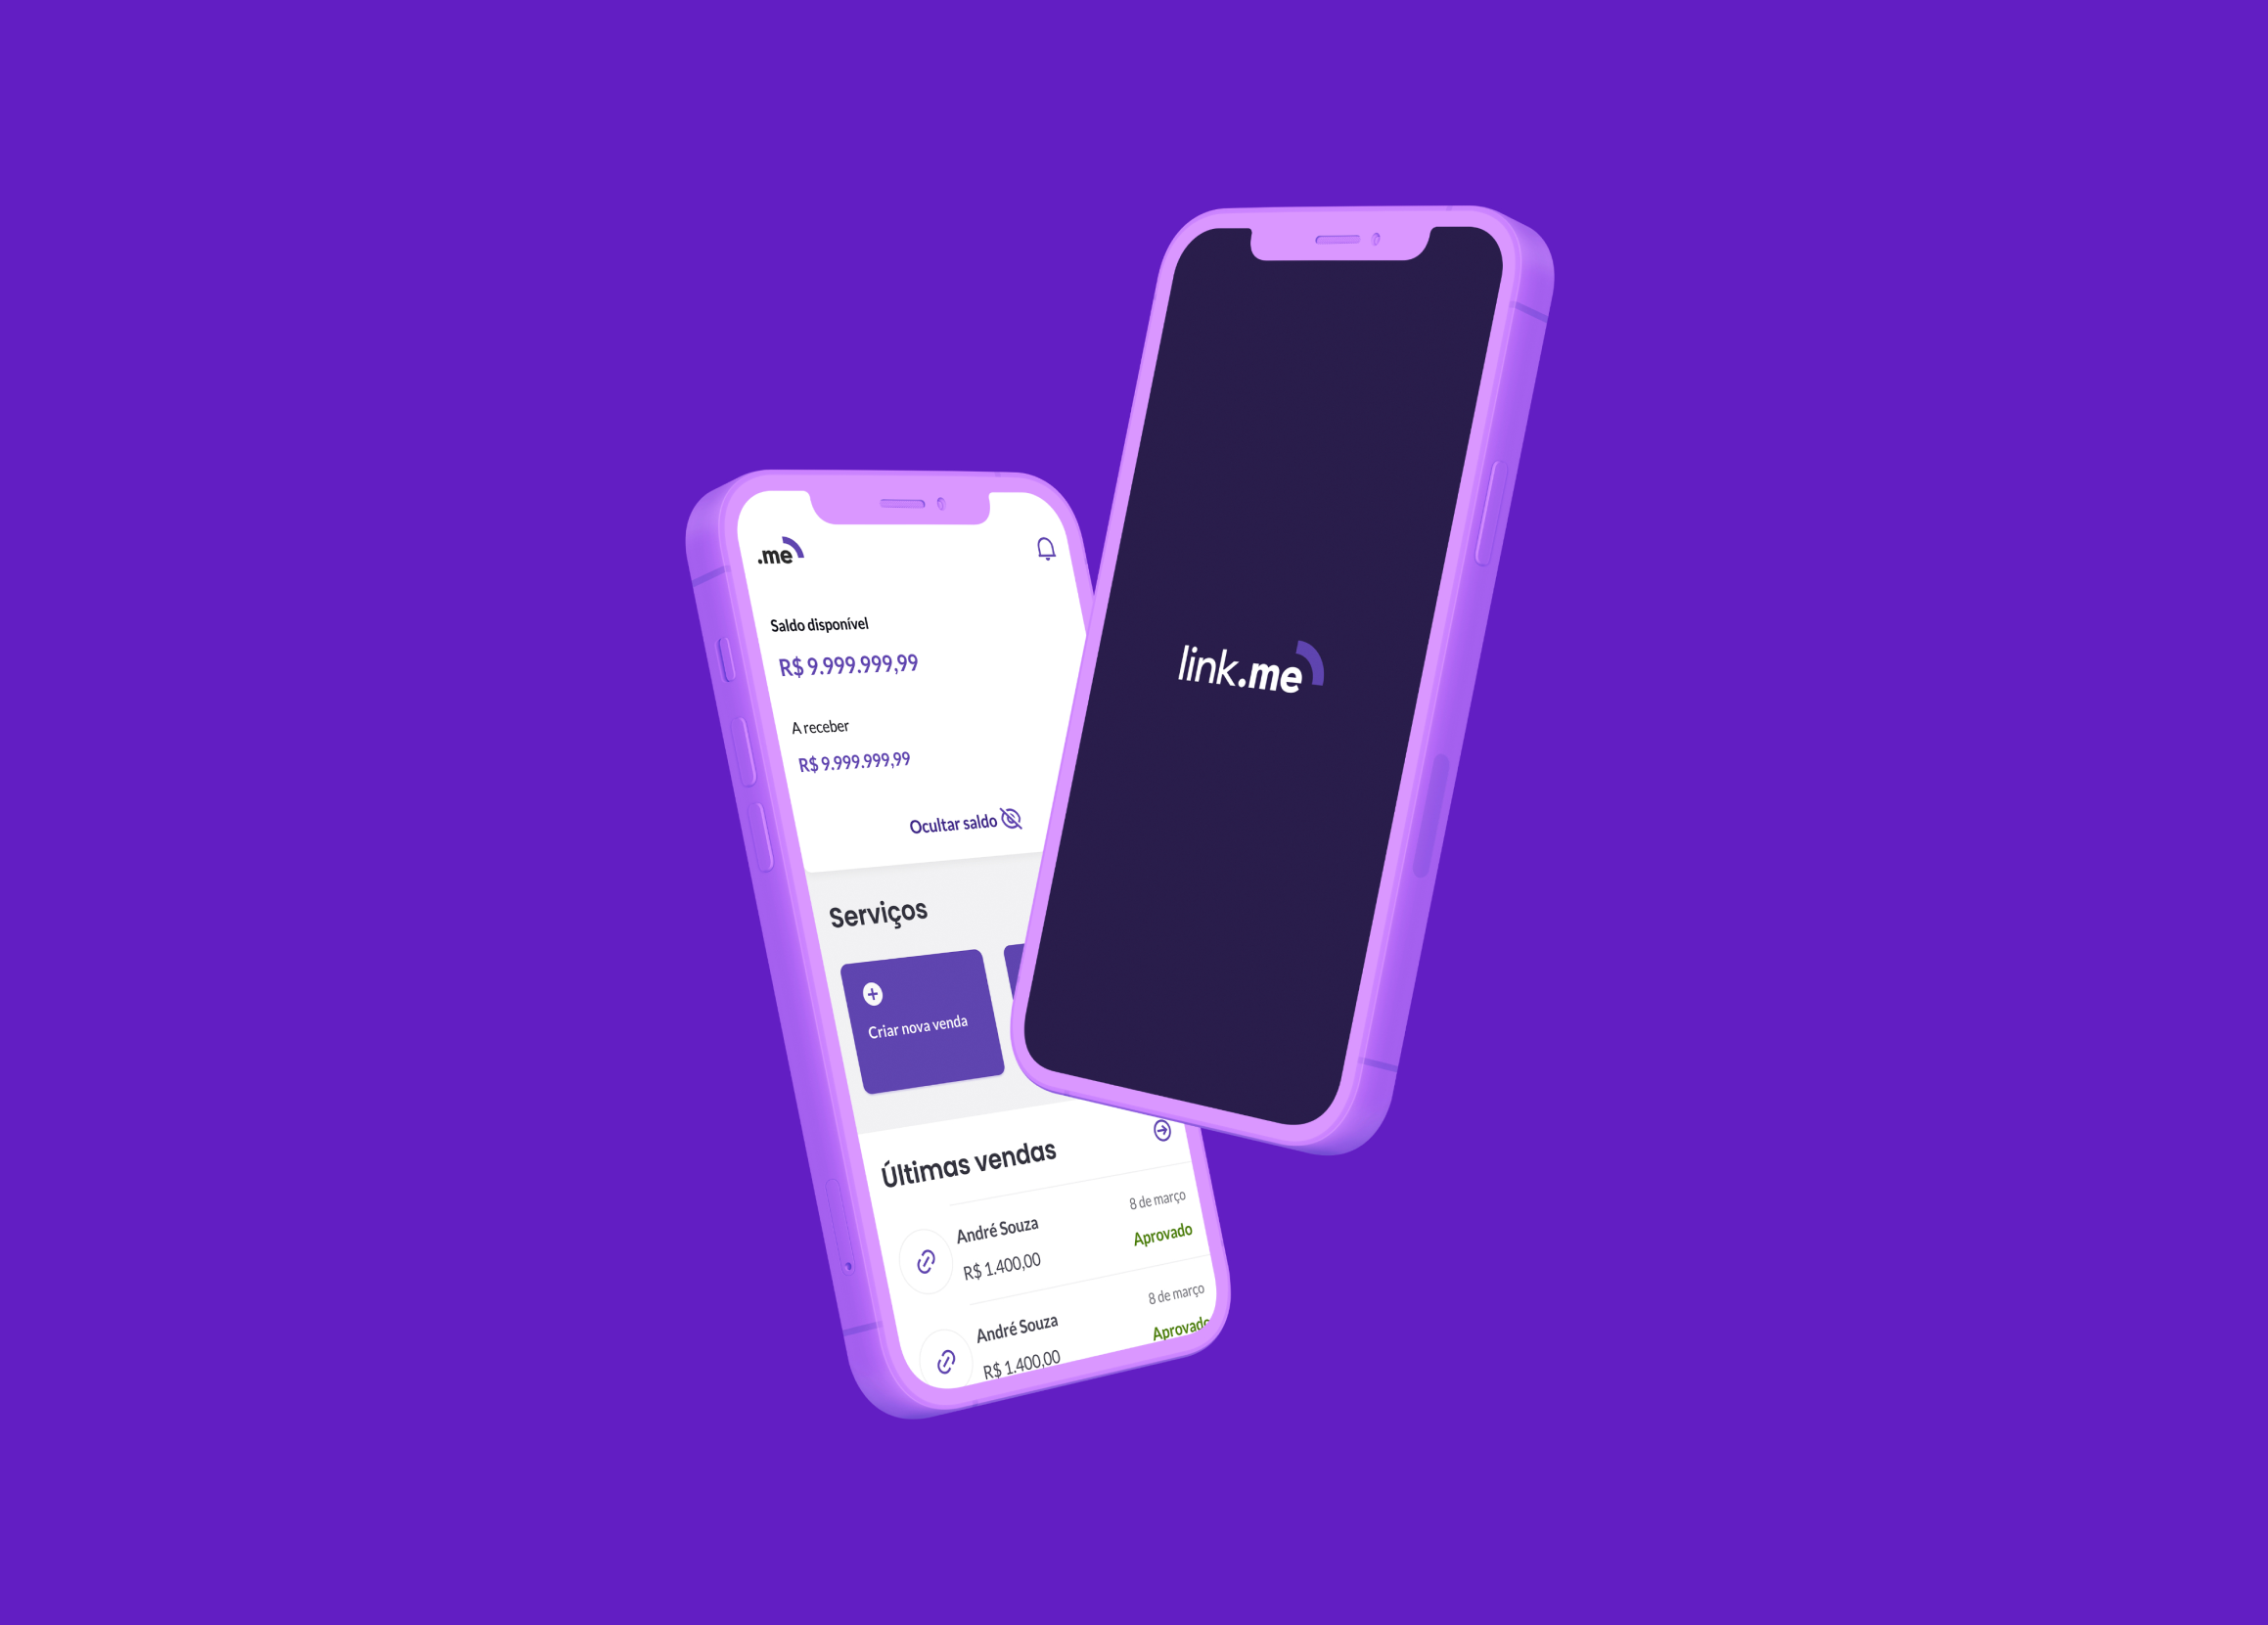 .me
Saldo disponível
R$ 9.999.999,99
A receber
R$ 9.999.999,99
Ocultar saldo
Serviços
Criar nova venda
Últimas vendas
8 de março
André Souza
Aprovado
R$ 1.400,00
8 de março
André Souza
Aprovado
R$ 1.400,00
link.me